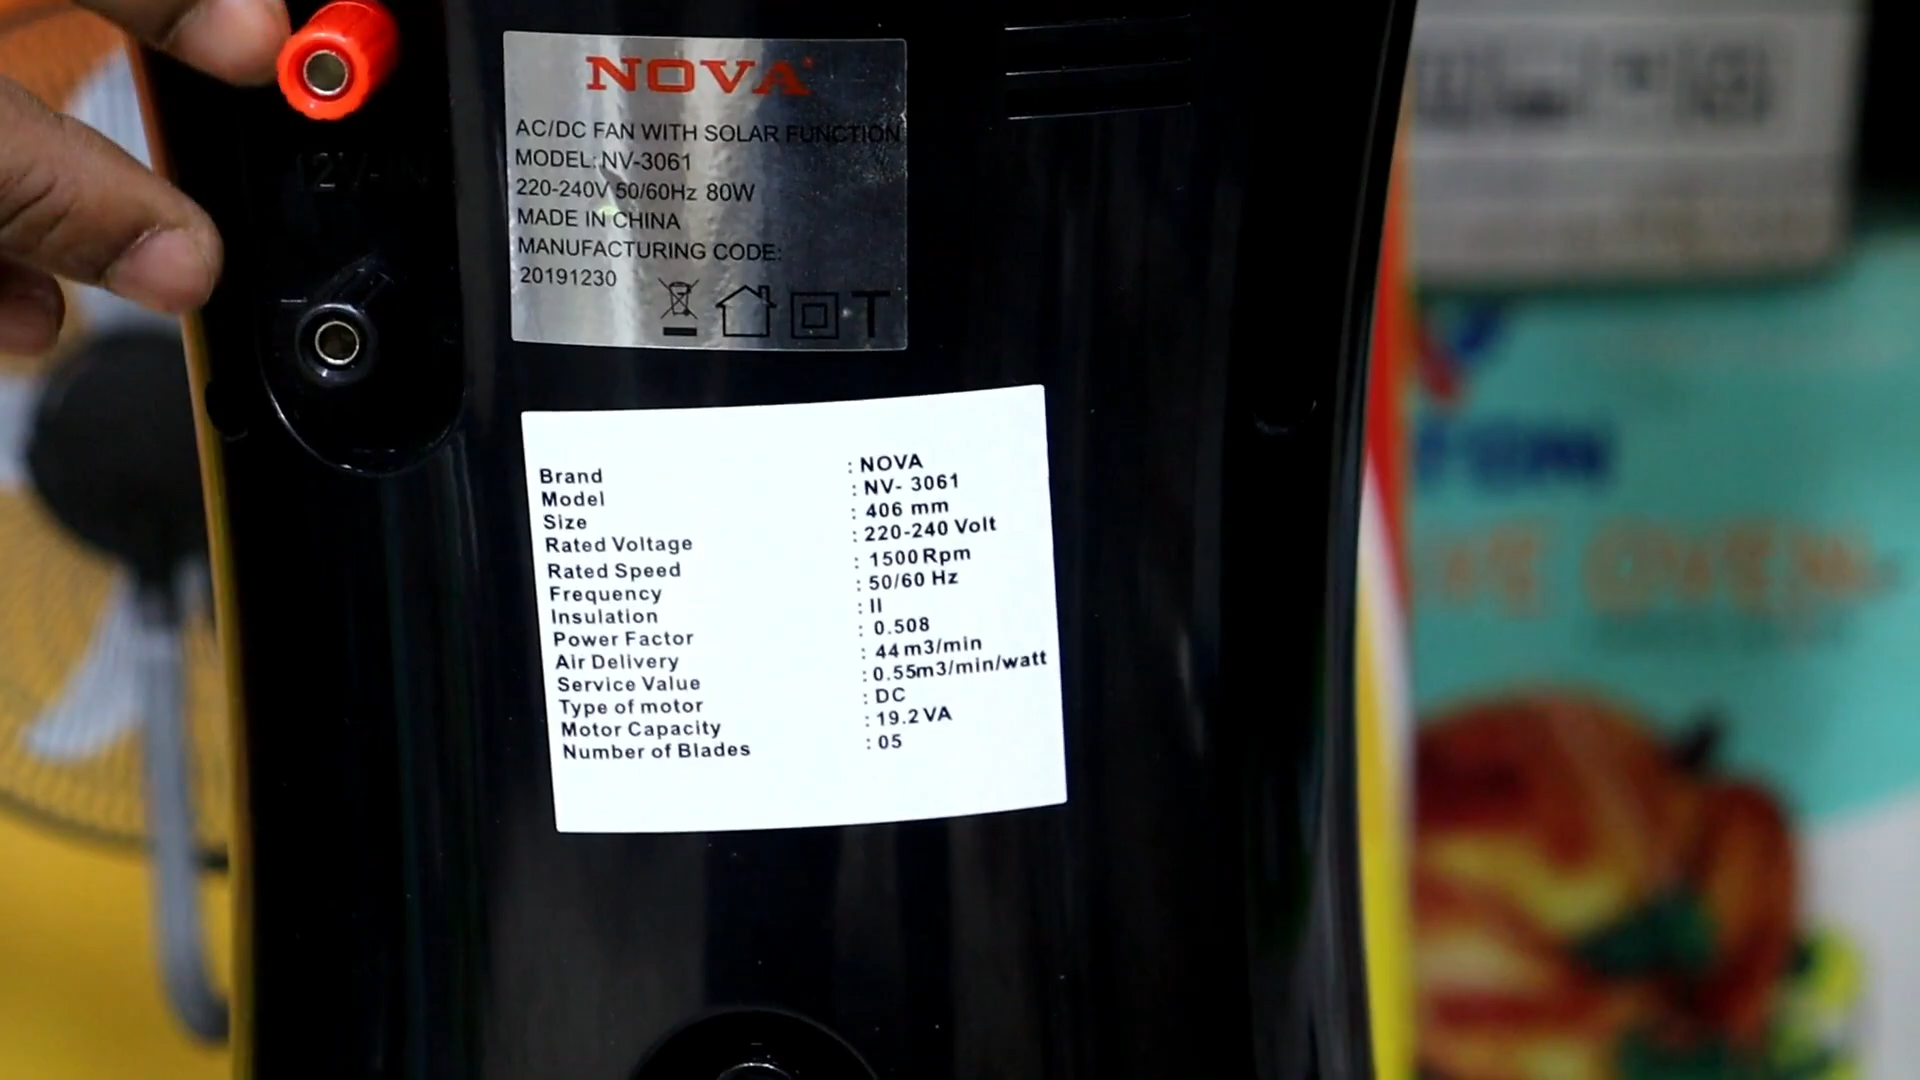 NOVA
AC/DC FAN WITH SOLAR FUNCTION
MODEL: NV-3061
220-240V 50/60Hz 80W
MADE IN CHINA
MANUFACTURING CODE:
20191230
T
12V-IN
Brand : NOVA
Model : NV- 3061
Size : 406 mm
Rated Voltage : 220-240 Volt
Rated Speed : 1500 Rpm
Frequency : 50/60 Hz
Insulation : II
Power Factor : 0.508
Air Delivery : 44 m3/min
Service Value : 0.55m3/min/watt
Type of motor : DC
Motor Capacity : 19.2 VA
Number of Blades : 05